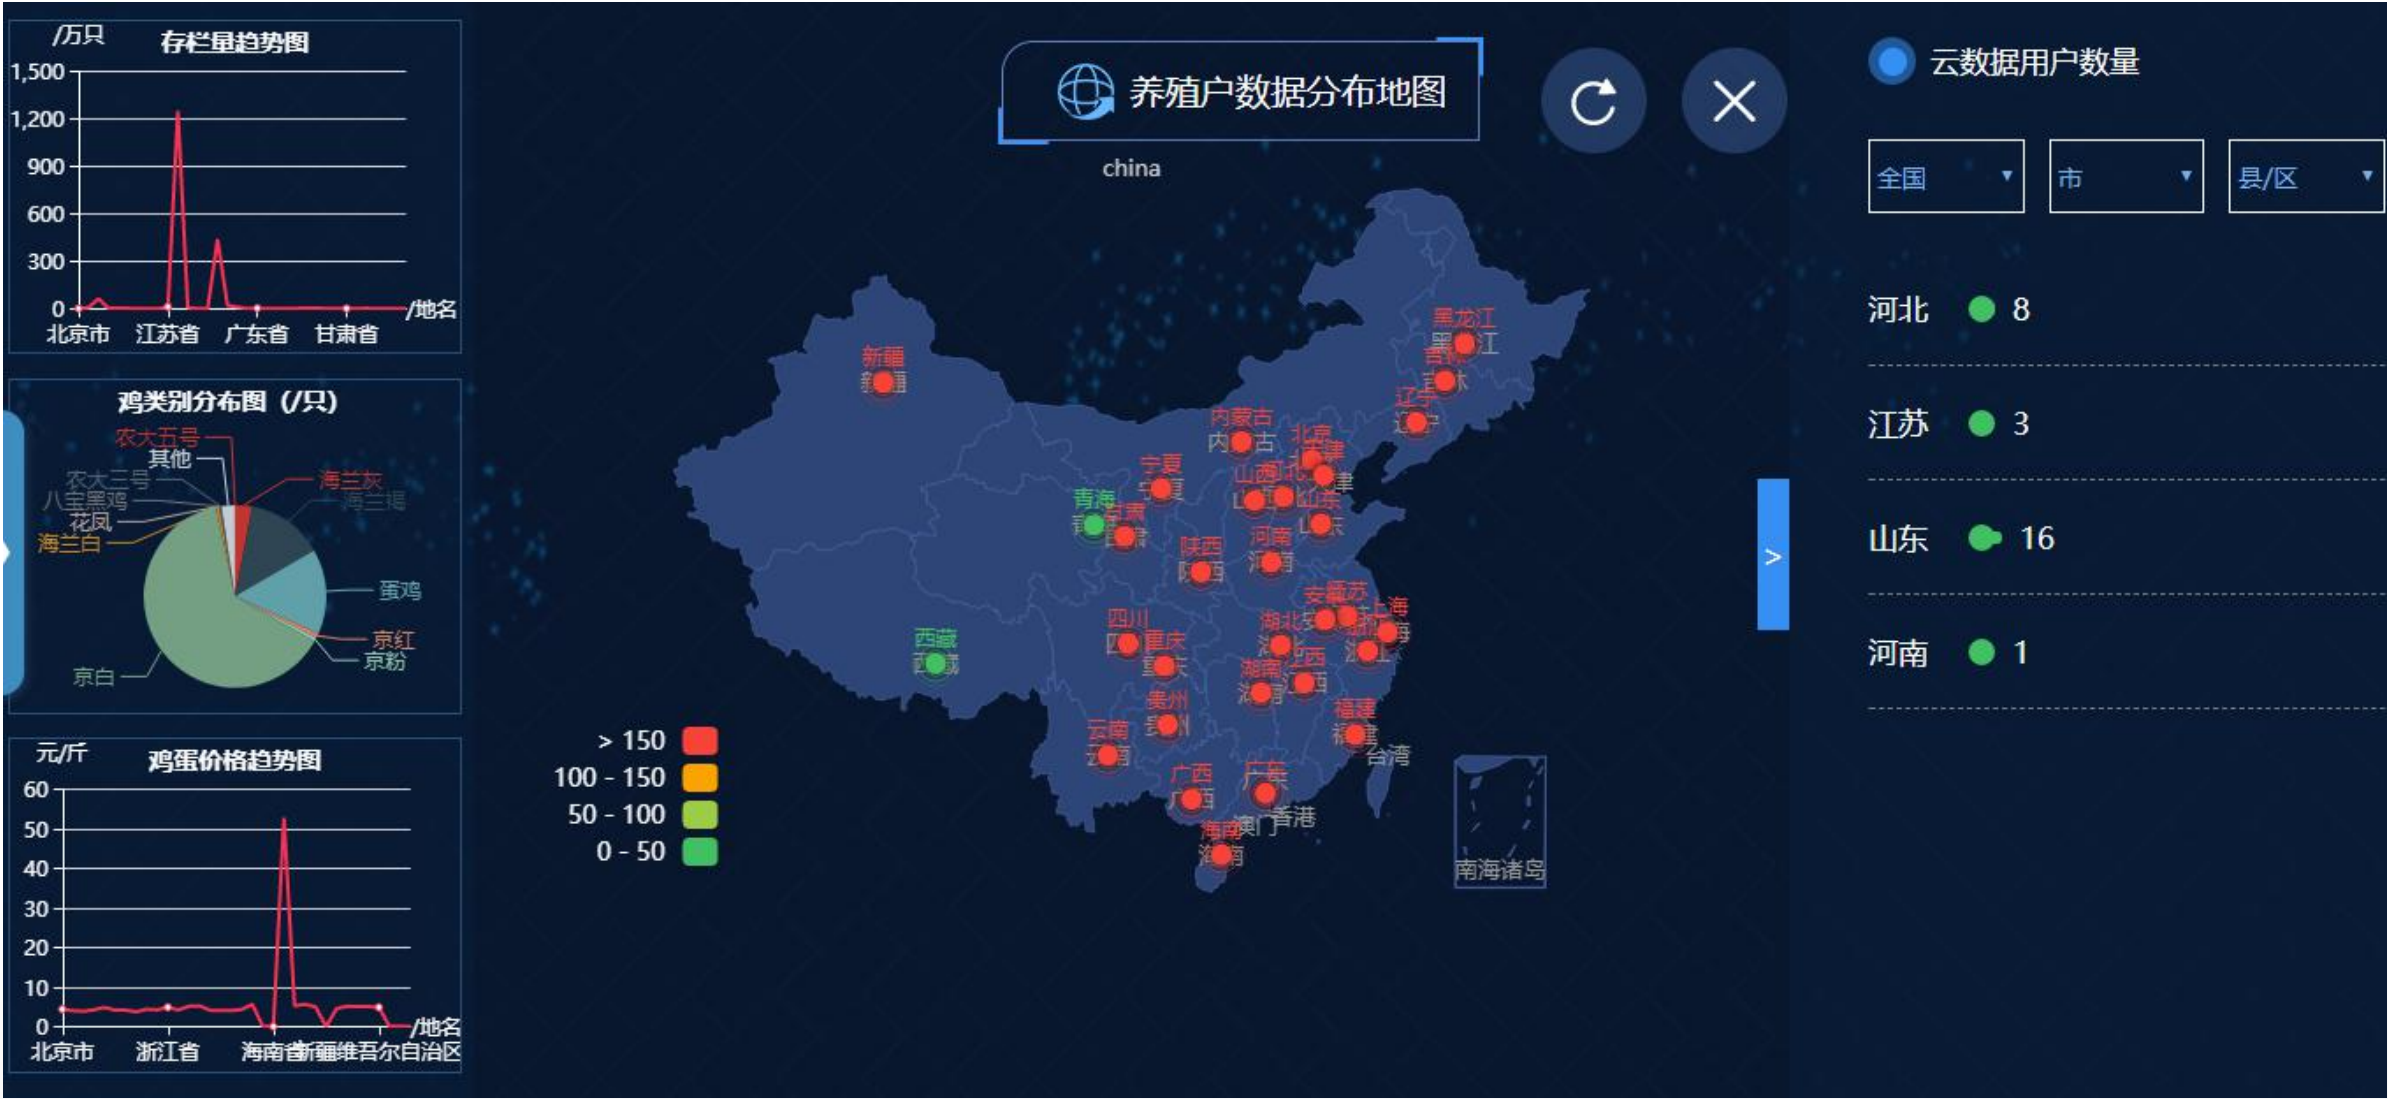 /万只
存栏量趋势图
1,500
1,200
900
600
300
0
/地名
北京市 江苏省 广东省 甘肃省
鸡类别分布图（/只）
农大五号
其他
农大三号
八宝黑鸡
花凤
海兰白
海兰灰
海兰褐
蛋鸡
京红
京粉
京白
元/斤
鸡蛋价格趋势图
60
50
40
30
20
10
0
/地名
北京市 浙江省 海南省 新疆维吾尔自治区
养殖户数据分布地图
china
黑龙江
吉林
辽宁
新疆
内蒙古
北京
天津
宁夏
山西
河北
山东
青海
甘肃
陕西
河南
安徽
江苏
上海
浙江
四川
重庆
湖北
西藏
湖南
江西
贵州
福建
云南
台湾
广西
广东
香港
澳门
海南
南海诸岛
> 150
100 - 150
50 - 100
0 - 50
>
云数据用户数量
全国 ▼ 市 ▼ 县/区 ▼
河北 8
江苏 3
山东 16
河南 1